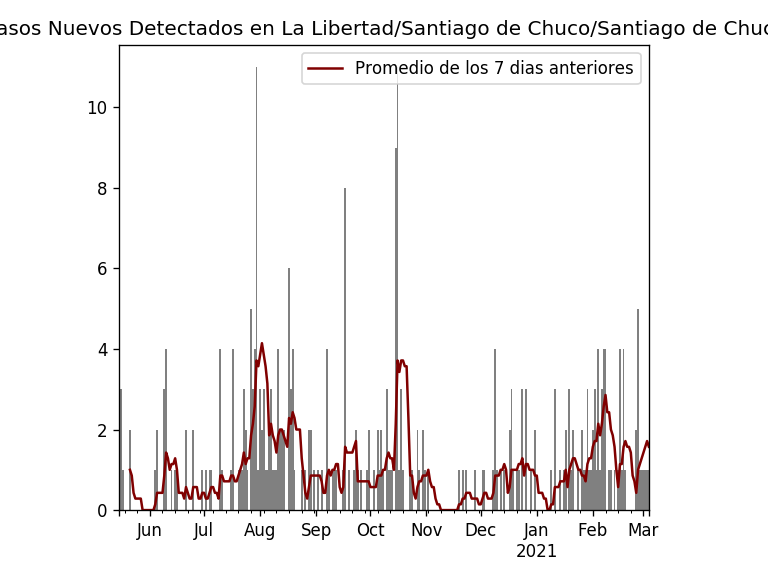 asos Nuevos Detectados en La Libertad/Santiago de Chuco/Santiago de Chuc
Promedio de los 7 dias anteriores
10
8
6
4
2
0
Jun Jul Aug Sep Oct Nov Dec Jan Feb Mar
2021